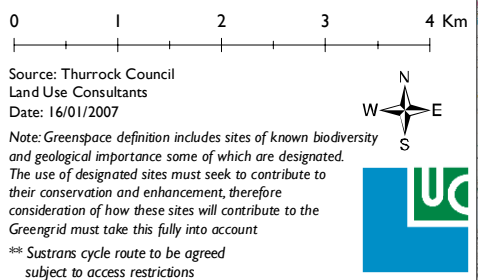 0 1 2 3 4 Km
Source: Thurrock Council
Land Use Consultants
Date: 16/01/2007
N
W E
S
Note: Greenspace definition includes sites of known biodiversity
and geological importance some of which are designated.
The use of designated sites must seek to contribute to
their conservation and enhancement, therefore
consideration of how these sites will contribute to the
Greengrid must take this fully into account
** Sustrans cycle route to be agreed
subject to access restrictions